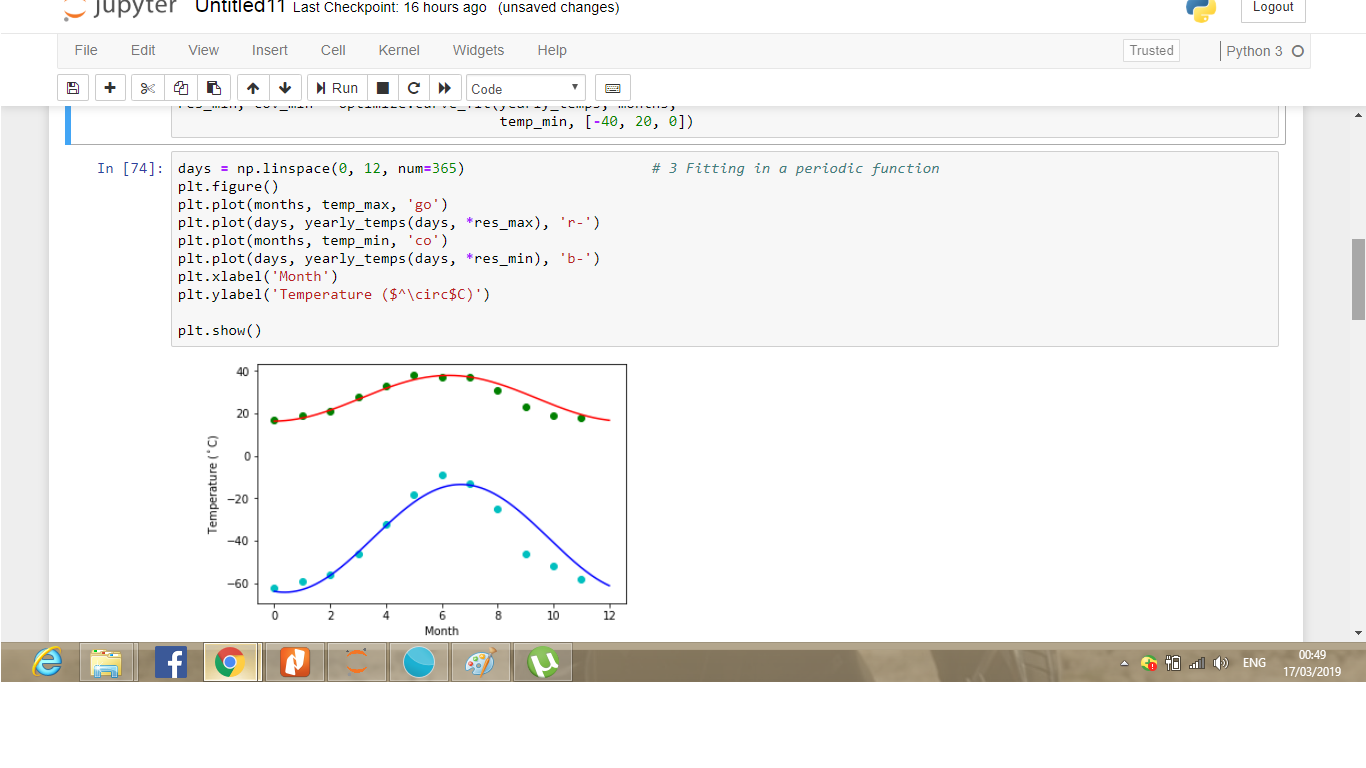 jupyter Untitled11 Last Checkpoint: 16 hours ago (unsaved changes)
Logout
File Edit View Insert Cell Kernel Widgets Help
Trusted Python 3
Run Code
temp_min, [-40, 20, 0])
In [74]: days = np.linspace(0, 12, num=365) # 3 Fitting in a periodic function
plt.figure()
plt.plot(months, temp_max, 'go')
plt.plot(days, yearly_temps(days, *res_max), 'r-')
plt.plot(months, temp_min, 'co')
plt.plot(days, yearly_temps(days, *res_min), 'b-')
plt.xlabel('Month')
plt.ylabel('Temperature ($^\circ$C)')
plt.show()
40
20
0
−20
−40
−60
Temperature (°C)
0 2 4 6 8 10 12
Month
ENG
00:49
17/03/2019